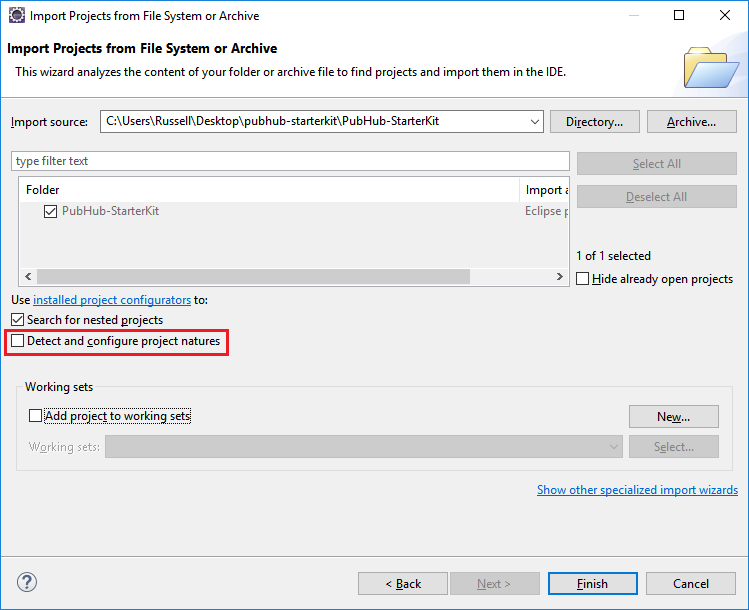 Import Projects from File System or Archive
Import Projects from File System or Archive
This wizard analyzes the content of your folder or archive file to find projects and import them in the IDE.
Import source: C:\Users\Russell\Desktop\pubhub-starterkit\PubHub-StarterKit Directory... Archive...
type filter text Select All
Folder Import a
Deselect All
PubHub-StarterKit Eclipse p
1 of 1 selected
Hide already open projects
Use installed project configurators to:
Search for nested projects
Detect and configure project natures
Working sets
Add project to working sets New...
Working sets: Select...
Show other specialized import wizards
? < Back Next > Finish Cancel